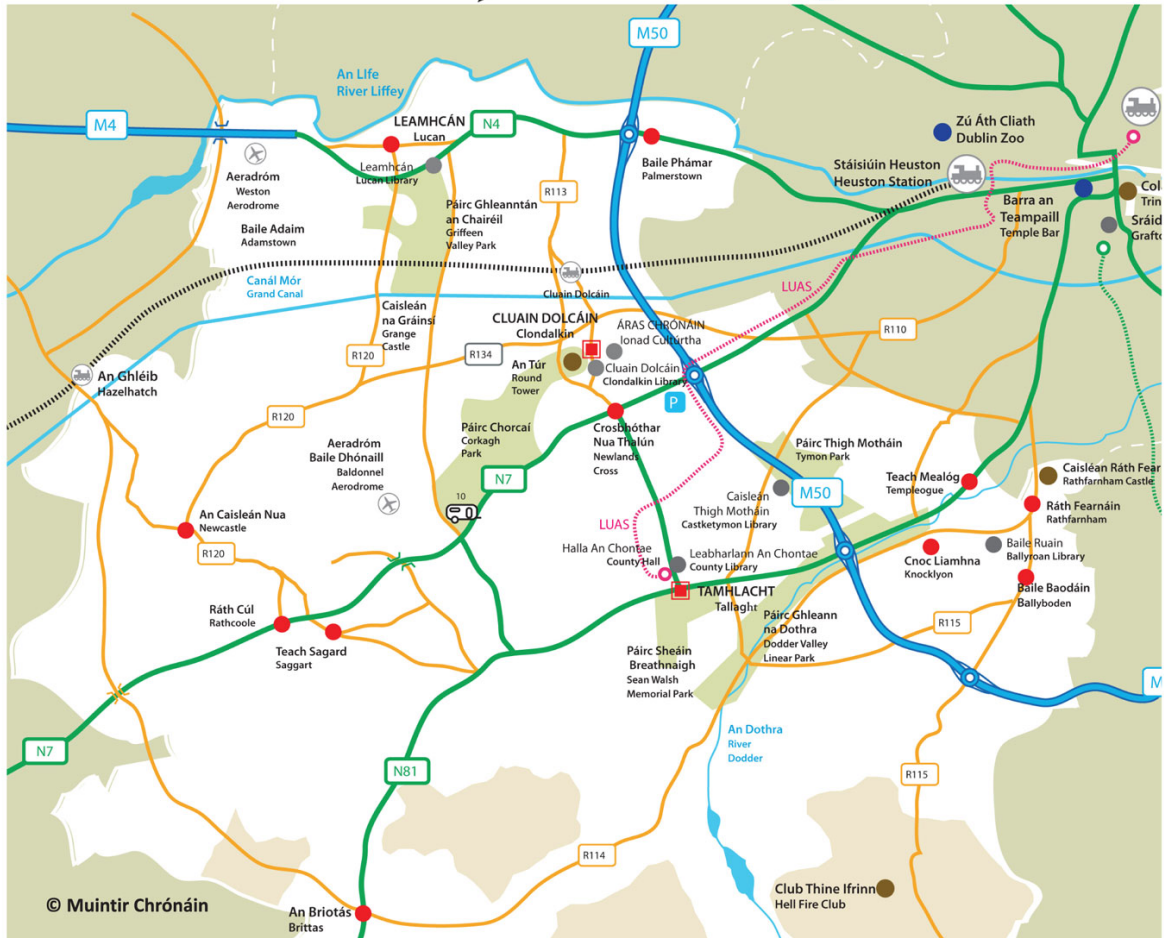 M50
An LIfe
River Liffey
M4
LEAMHCÁN
Lucan
N4
Zú Áth Cliath
Dublin Zoo
Leamhcán
Lucan Library
Baile Phámar
Palmerstown
Stáisiúin Heuston
Heuston Station
Aeradróm
Weston
Aerodrome
R113
Barra an
Teampaill
Temple Bar
Col
Trin
Sráid
Grafto
Páirc Ghleanntán
an Chairéil
Griffeen
Valley Park
Baile Adaim
Adamstown
Canál Mór
Grand Canal
Cluain Dolcáin
LUAS
Caisleán
na Gráinsí
Grange
Castle
CLUAIN DOLCÁIN
Clondalkin
ÁRAS CHRÓNÁIN
Ionad Cultúrtha
R110
R120
R134
An Túr
Round
Tower
Cluain Dolcáin
Clondalkin Library
An Ghléib
Hazelhatch
P
R120
Páirc Chorcaí
Corkagh
Park
Crosbhóthar
Nua Thalún
Newlands
Cross
Aeradróm
Baile Dhónaill
Baldonnel
Aerodrome
Páirc Thigh Motháin
Tymon Park
N7
Teach Mealóg
Templeogue
Caisleán Ráth Fear
Rathfarnham Castle
10
Caisleán
Thigh Motháin
Castketymon Library
M50
Ráth Fearnáin
Rathfarnham
An Caisleán Nua
Newcastle
LUAS
R120
Halla An Chontae
County Hall
Leabharlann An Chontae
County Library
Cnoc Liamhna
Knocklyon
Baile Ruain
Ballyroan Library
TAMHLACHT
Tallaght
Baile Baodáin
Ballyboden
Ráth Cúl
Rathcoole
Teach Sagard
Saggart
Páirc Ghleann
na Dothra
Dodder Valley
Linear Park
R115
Páirc Sheáin
Breathnaigh
Sean Walsh
Memorial Park
M
N7
An Dothra
River
Dodder
N81
R115
R114
Club Thine Ifrinn
Hell Fire Club
© Muintir Chrónáin
An Briotás
Brittas